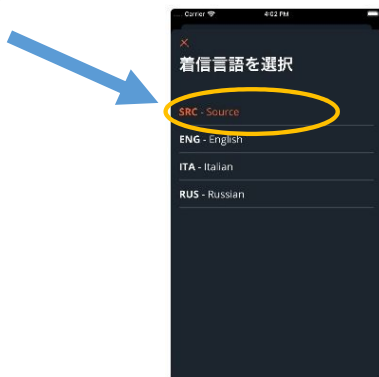 Carrier 4:02 PM
着信言語を選択
SRC - Source
ENG - English
ITA - Italian
RUS - Russian